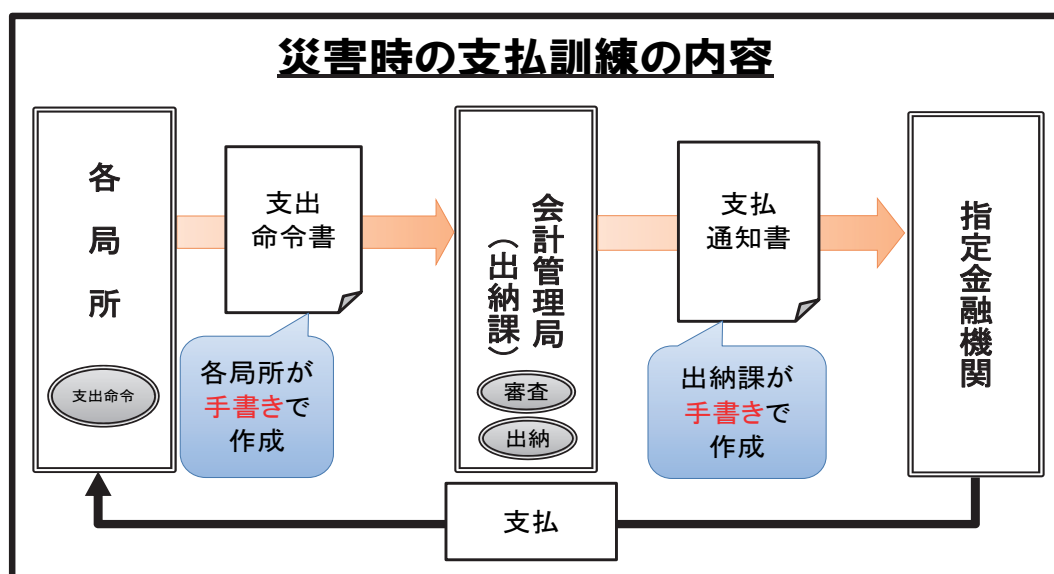 災害時の支払訓練の内容
各局所
支出命令
支出
命令書
各局所が
手書きで
作成
会計管理局
(出納課)
審査
出納
支払
通知書
出納課が
手書きで
作成
指定金融機関
支払